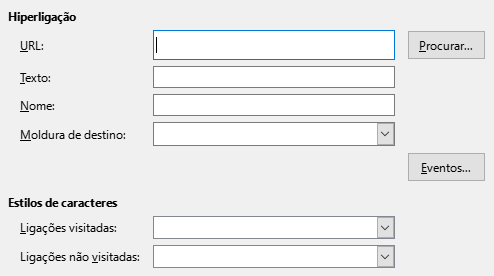 Hiperligação
URL:
Procurar...
Texto:
Nome:
Moldura de destino:
Eventos...
Estilos de caracteres
Ligações visitadas:
Ligações não visitadas: